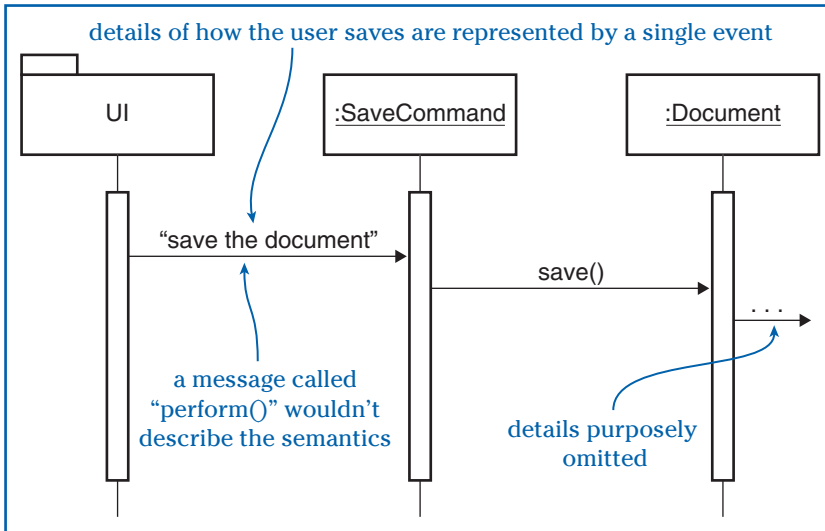 details of how the user saves are represented by a single event
UI
:SaveCommand
:Document
“save the document”
save()
. . .
a message called
“perform()” wouldn’t
describe the semantics
details purposely
omitted